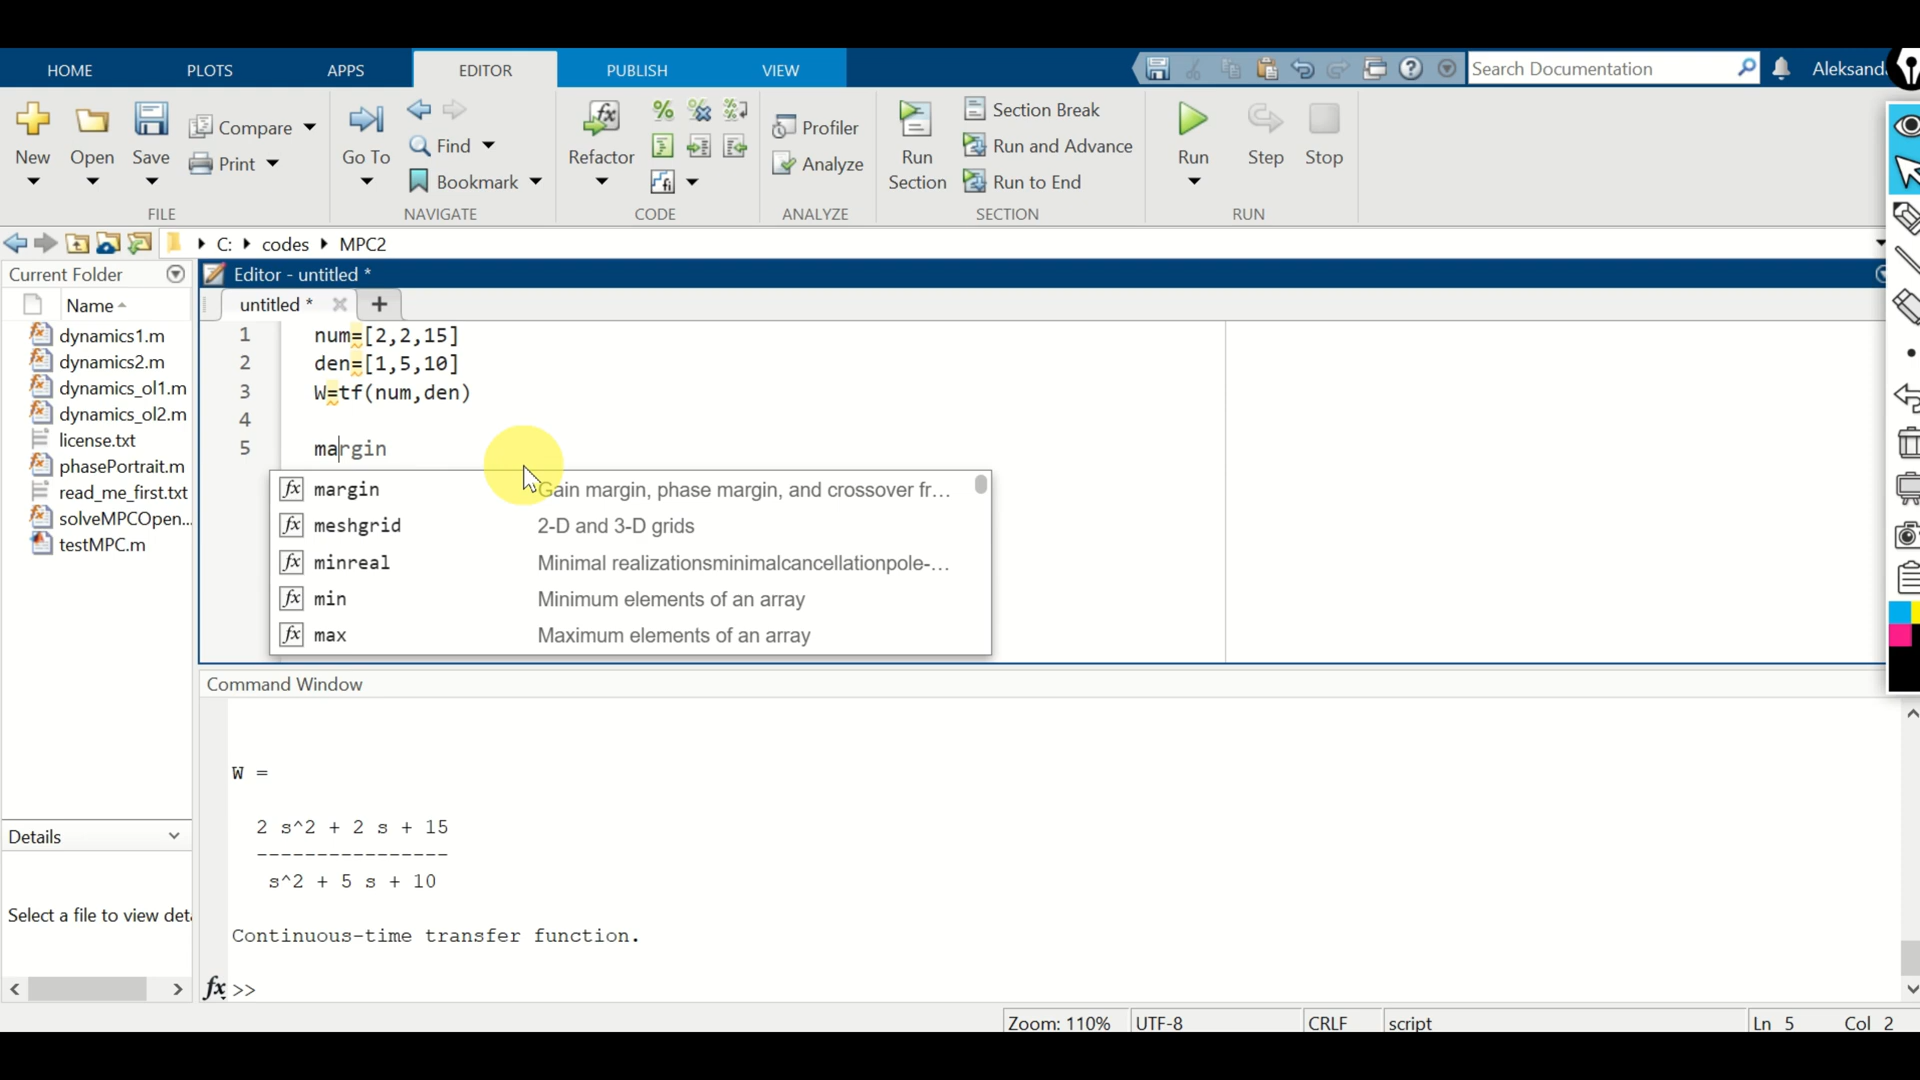 HOME PLOTS APPS EDITOR PUBLISH VIEW Search Documentation
New Open Save Compare Print Go To Find Bookmark Refactor Profiler Analyze Run Section Section Break Run and Advance Run to End Run Step Stop
FILE NAVIGATE CODE ANALYZE SECTION RUN
C: codes MPC2
Current Folder
Editor - untitled *
untitled *
Name
dynamics1.m
dynamics2.m
dynamics_ol1.m
dynamics_ol2.m
license.txt
phasePortrait.m
read_me_first.txt
solveMPCOpen...
testMPC.m
1 num=[2,2,15]
2 den=[1,5,10]
3 W=tf(num,den)
4
5 margin
fx margin Gain margin, phase margin, and crossover fr...
fx meshgrid 2-D and 3-D grids
fx minreal Minimal realizationsminimalcancellationpole-...
fx min Minimum elements of an array
fx max Maximum elements of an array
Command Window
W =
2 s^2 + 2 s + 15
----------------
s^2 + 5 s + 10
Continuous-time transfer function.
fx >>
Details
Select a file to view
Zoom: 110% UTF-8 CRLF script Ln 5 Col 2